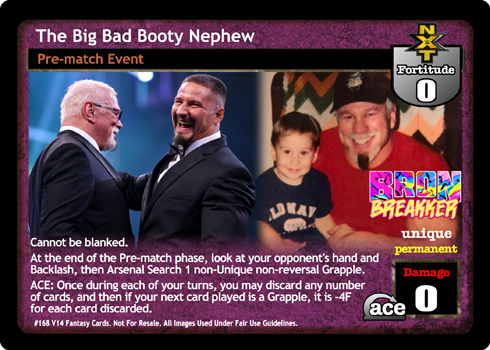 The Big Bad Booty Nephew
Pre-match Event
NXT
Fortitude
0
OLD NAVY
BRON
BREAKKER
unique
permanent
Cannot be blanked.
At the end of the Pre-match phase, look at your opponent's hand and
Backlash, then Arsenal Search 1 non-Unique non-reversal Grapple.
ACE: Once during each of your turns, you may discard any number
of cards, and then if your next card played is a Grapple, it is -4F
for each card discarded.
Damage
ace
0
#168 V14 Fantasy Cards. Not For Resale. All Images Used Under Fair Use Guidelines.